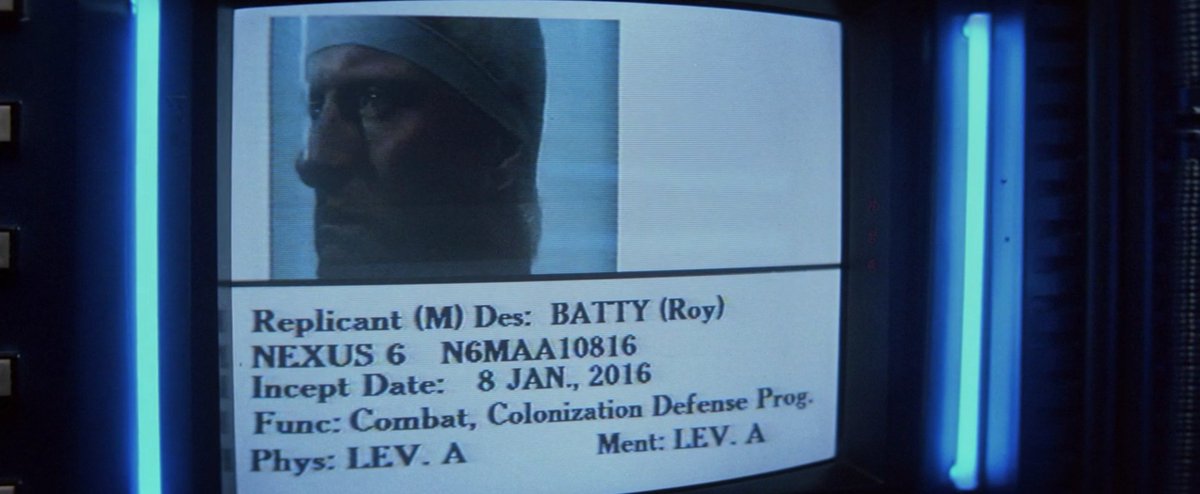 Replicant (M) Des: BATTY (Roy)
NEXUS 6 N6MAA10816
Incept Date: 8 JAN., 2016
Func: Combat, Colonization Defense Prog.
Phys: LEV. A Ment: LEV. A